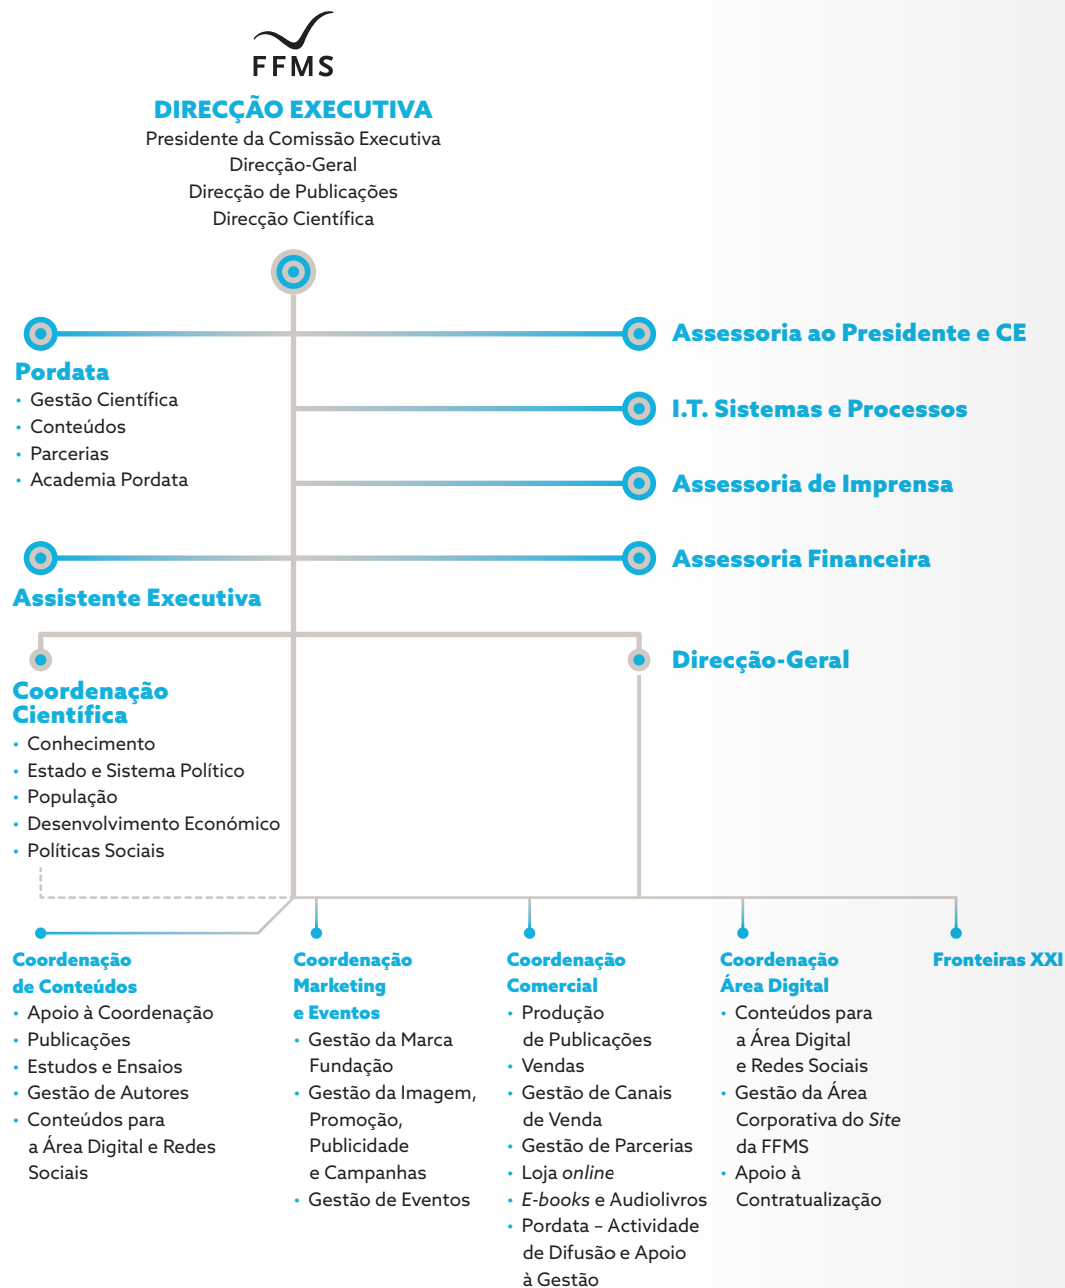 FFMS
DIRECÇÃO EXECUTIVA
Presidente da Comissão Executiva
Direcção-Geral
Direcção de Publicações
Direcção Científica
Assessoria ao Presidente e CE
Pordata
• Gestão Científica
• Conteúdos
• Parcerias
• Academia Pordata
I.T. Sistemas e Processos
Assessoria de Imprensa
Assessoria Financeira
Assistente Executiva
Direcção-Geral
Coordenação
Científica
• Conhecimento
• Estado e Sistema Político
• População
• Desenvolvimento Económico
• Políticas Sociais
Coordenação
de Conteúdos
• Apoio à Coordenação
• Publicações
• Estudos e Ensaios
• Gestão de Autores
• Conteúdos para
a Área Digital e Redes
Sociais
Coordenação
Marketing
e Eventos
• Gestão da Marca
Fundação
• Gestão da Imagem,
Promoção,
Publicidade
e Campanhas
• Gestão de Eventos
Coordenação
Comercial
• Produção
de Publicações
• Vendas
• Gestão de Canais
de Venda
• Gestão de Parcerias
• Loja online
• E-books e Audiolivros
• Pordata – Actividade
de Difusão e Apoio
à Gestão
Coordenação
Área Digital
• Conteúdos para
a Área Digital
e Redes Sociais
• Gestão da Área
Corporativa do Site
da FFMS
• Apoio à
Contratualização
Fronteiras XXI